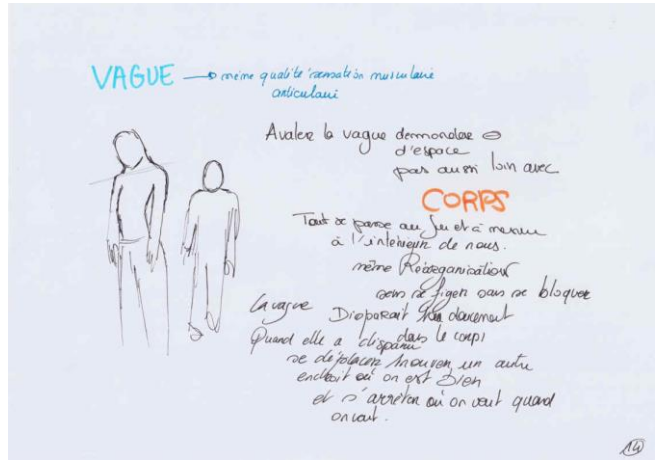 VAGUE → même qualité sensation musculaire
articulaire
Avaler la vague demande ⊖
d'espace
pas aussi loin avec
CORPS
Tout se passe au fur et à mesure
à l'intérieur de nous.
même Réorganisation
sans se figer sans se bloquer
La vague Disparait doucement
dans le corps
Quand elle a disparu
se déplacer trouver un autre
endroit où on est bien
et s'arrêter où on veut quand
on veut.
14